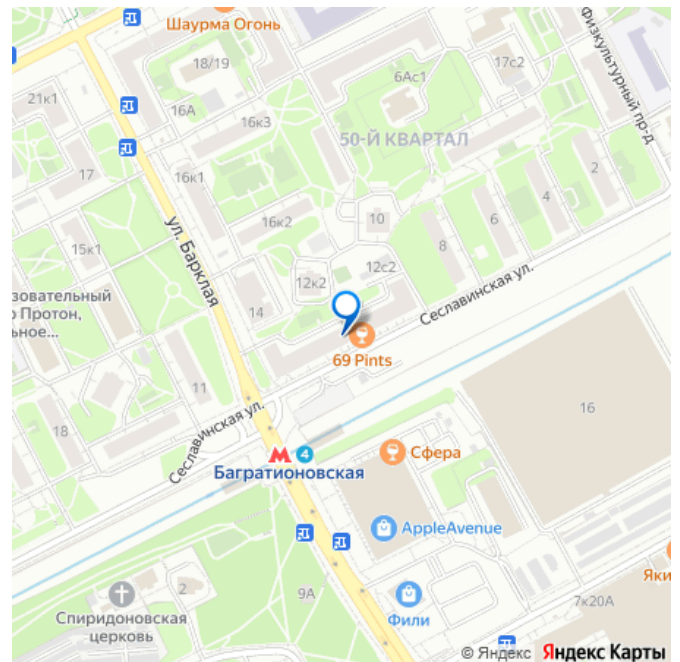 Шаурма Огонь
18/19
6Ас1
17с2
Физкультурный пр-д
21к1
16А
16к3
50-Й КВАРТАЛ
17
16к1
2
4
6
8
10
16к2
ул. Барклая
15к1
12с2
12к2
Сеславинская ул.
зовательный
р Протон,
ьное...
14
69 Pints
11
16
Сеславинская ул.
18
4
Сфера
Багратионовская
AppleAvenue
2
9А
Яки
Фили
7к20А
Спиридоновская
церковь
© Яндекс Яндекс Карты